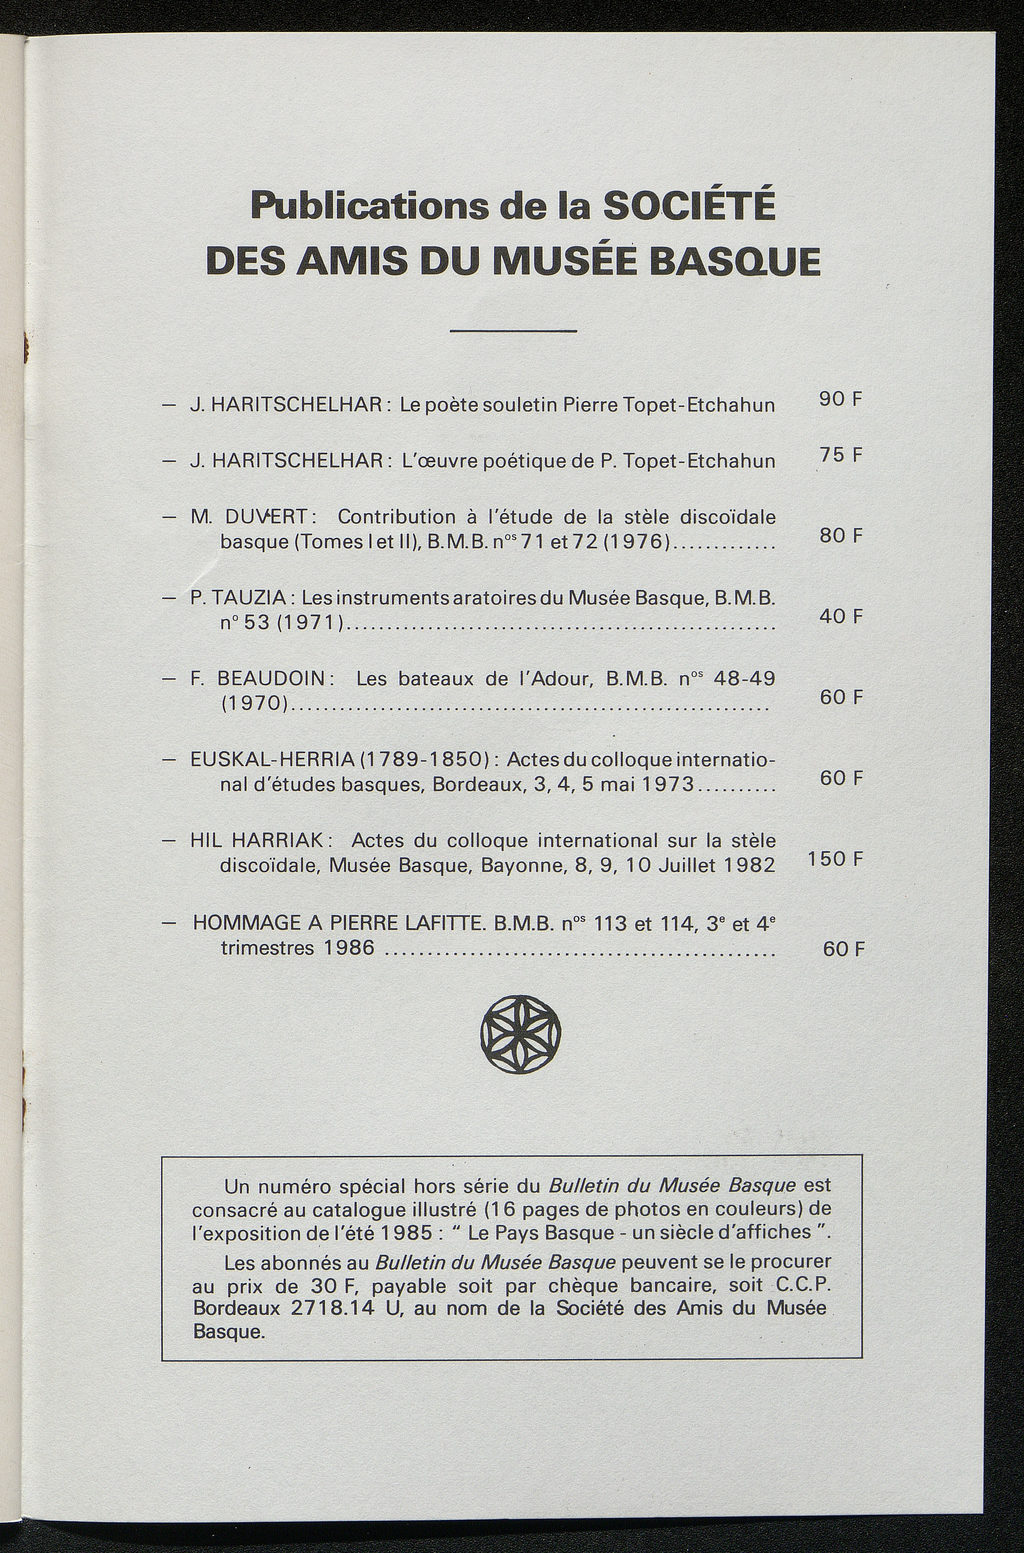 Publications de la SOCIÉTÉ
DES AMIS DU MUSÉE BASQUE
— J. HARITSCHELHAR : Le poète souletin Pierre Topet-Etchahun 90 F
— J. HARITSCHELHAR : L'œuvre poétique de P. Topet-Etchahun 75 F
— M. DUVERT : Contribution à l'étude de la stèle discoïdale
basque (Tomes I et II), B.M.B. nos 71 et 72 (1976)............. 80 F
— P. TAUZIA : Les instruments aratoires du Musée Basque, B.M.B.
n° 53 (1971)................................................... 40 F
— F. BEAUDOIN : Les bateaux de l'Adour, B.M.B. nos 48-49
(1970)......................................................... 60 F
— EUSKAL-HERRIA (1789-1850) : Actes du colloque internatio-
nal d'études basques, Bordeaux, 3, 4, 5 mai 1973.......... 60 F
— HIL HARRIAK : Actes du colloque international sur la stèle
discoïdale, Musée Basque, Bayonne, 8, 9, 10 Juillet 1982 150 F
— HOMMAGE A PIERRE LAFITTE. B.M.B. nos 113 et 114, 3e et 4e
trimestres 1986 .............................................. 60 F
Un numéro spécial hors série du Bulletin du Musée Basque est
consacré au catalogue illustré (16 pages de photos en couleurs) de
l'exposition de l'été 1985 : " Le Pays Basque - un siècle d'affiches ".
Les abonnés au Bulletin du Musée Basque peuvent se le procurer
au prix de 30 F, payable soit par chèque bancaire, soit C.C.P.
Bordeaux 2718.14 U, au nom de la Société des Amis du Musée
Basque.